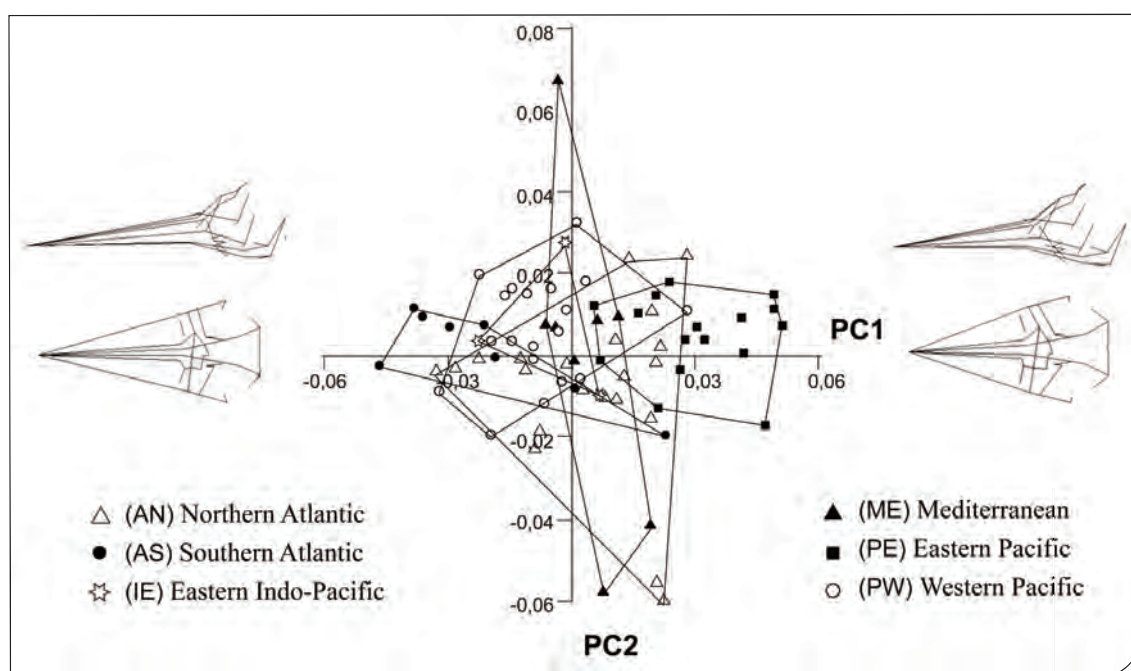 0,08
0,06
0,04
0,02
PC1
-0,06
-0,03
0,03
0,06
-0,02
-0,04
-0,06
PC2
(AN) Northern Atlantic
(AS) Southern Atlantic
(IE) Eastern Indo-Pacific
(ME) Mediterranean
(PE) Eastern Pacific
(PW) Western Pacific